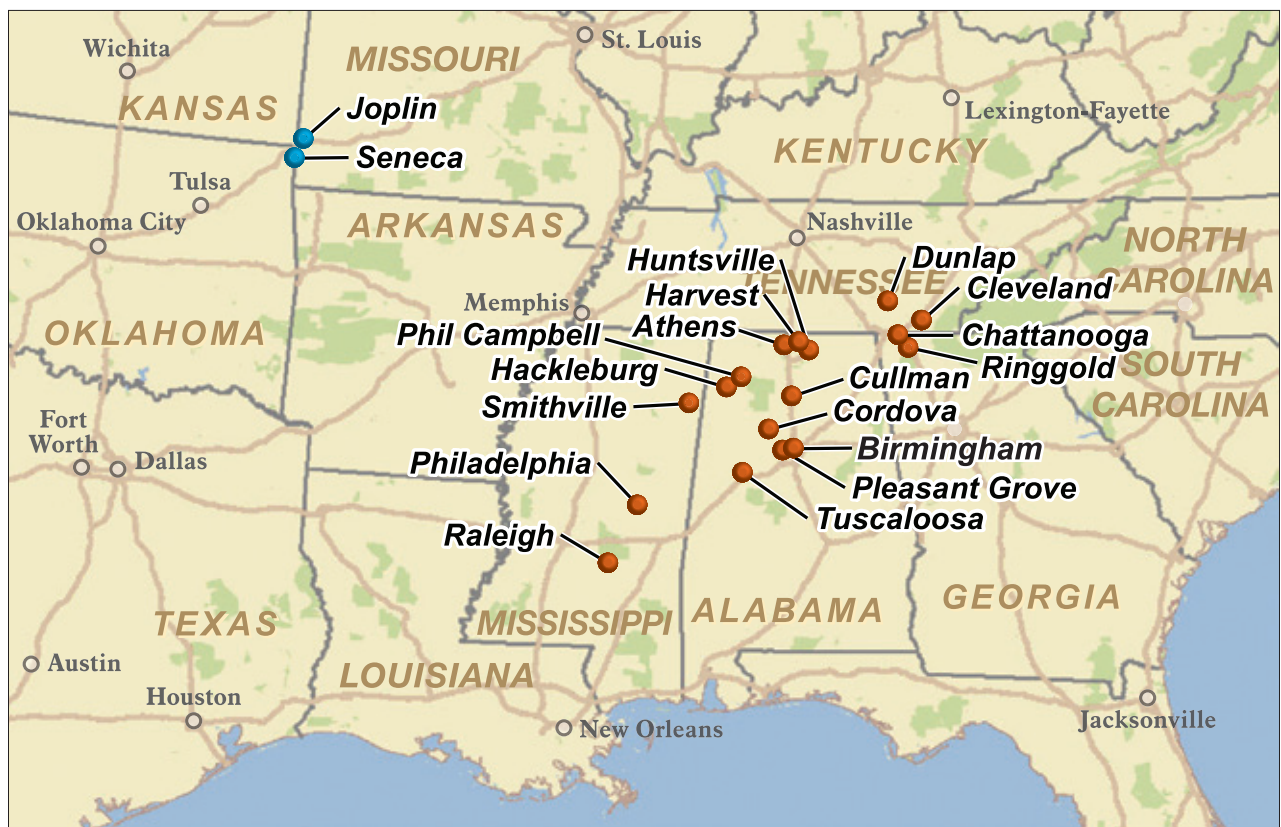 Wichita
St. Louis
MISSOURI
KANSAS
Joplin
Lexington-Fayette
Seneca
KENTUCKY
Tulsa
Oklahoma City
ARKANSAS
Nashville
NORTH
CAROLINA
Huntsville
Dunlap
TENNESSEE
Harvest
Cleveland
Memphis
Athens
OKLAHOMA
Phil Campbell
Chattanooga
Hackleburg
Ringgold
SOUTH
CAROLINA
Cullman
Smithville
Cordova
Fort
Worth
Dallas
Birmingham
Philadelphia
Pleasant Grove
Tuscaloosa
Raleigh
TEXAS
MISSISSIPPI
ALABAMA
GEORGIA
Austin
LOUISIANA
Houston
New Orleans
Jacksonville